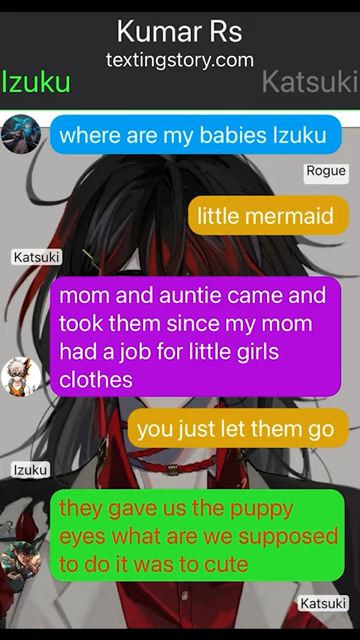 Kumar Rs
textingstory.com
Izuku Katsuki
where are my babies Izuku
Rogue
little mermaid
Katsuki
mom and auntie came and
took them since my mom
had a job for little girls
clothes
you just let them go
Izuku
they gave us the puppy
eyes what are we supposed
to do it was to cute
Katsuki